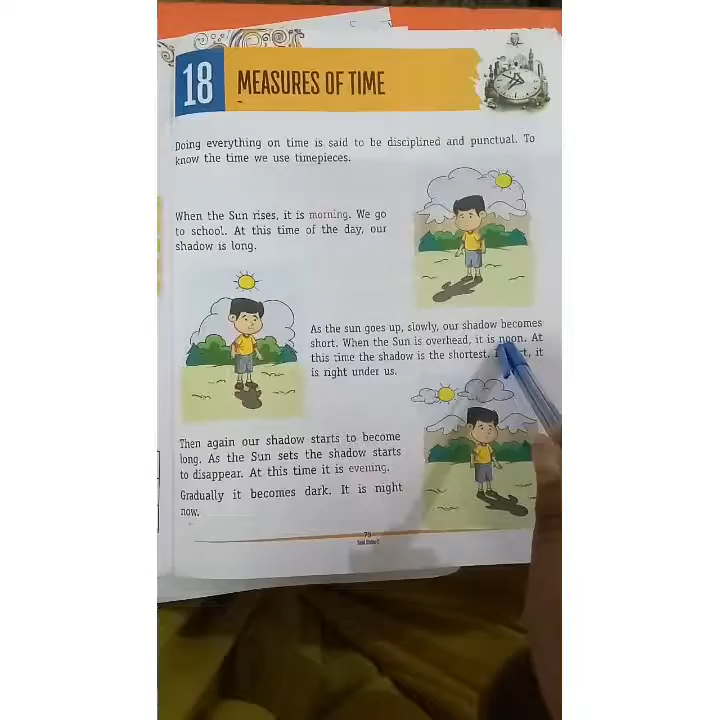 18 MEASURES OF TIME
Doing everything on time is said to be disciplined and punctual. To
know the time we use timepieces.
When the Sun rises, it is morning. We go
to school. At this time of the day, our
shadow is long.
As the sun goes up, slowly, our shadow becomes
short. When the Sun is overhead, it is noon. At
this time the shadow is the shortest. it
is right under us.
Then again our shadow starts to become
long. As the Sun sets the shadow starts
to disappear. At this time it is evening.
Gradually it becomes dark. It is night
now.
79